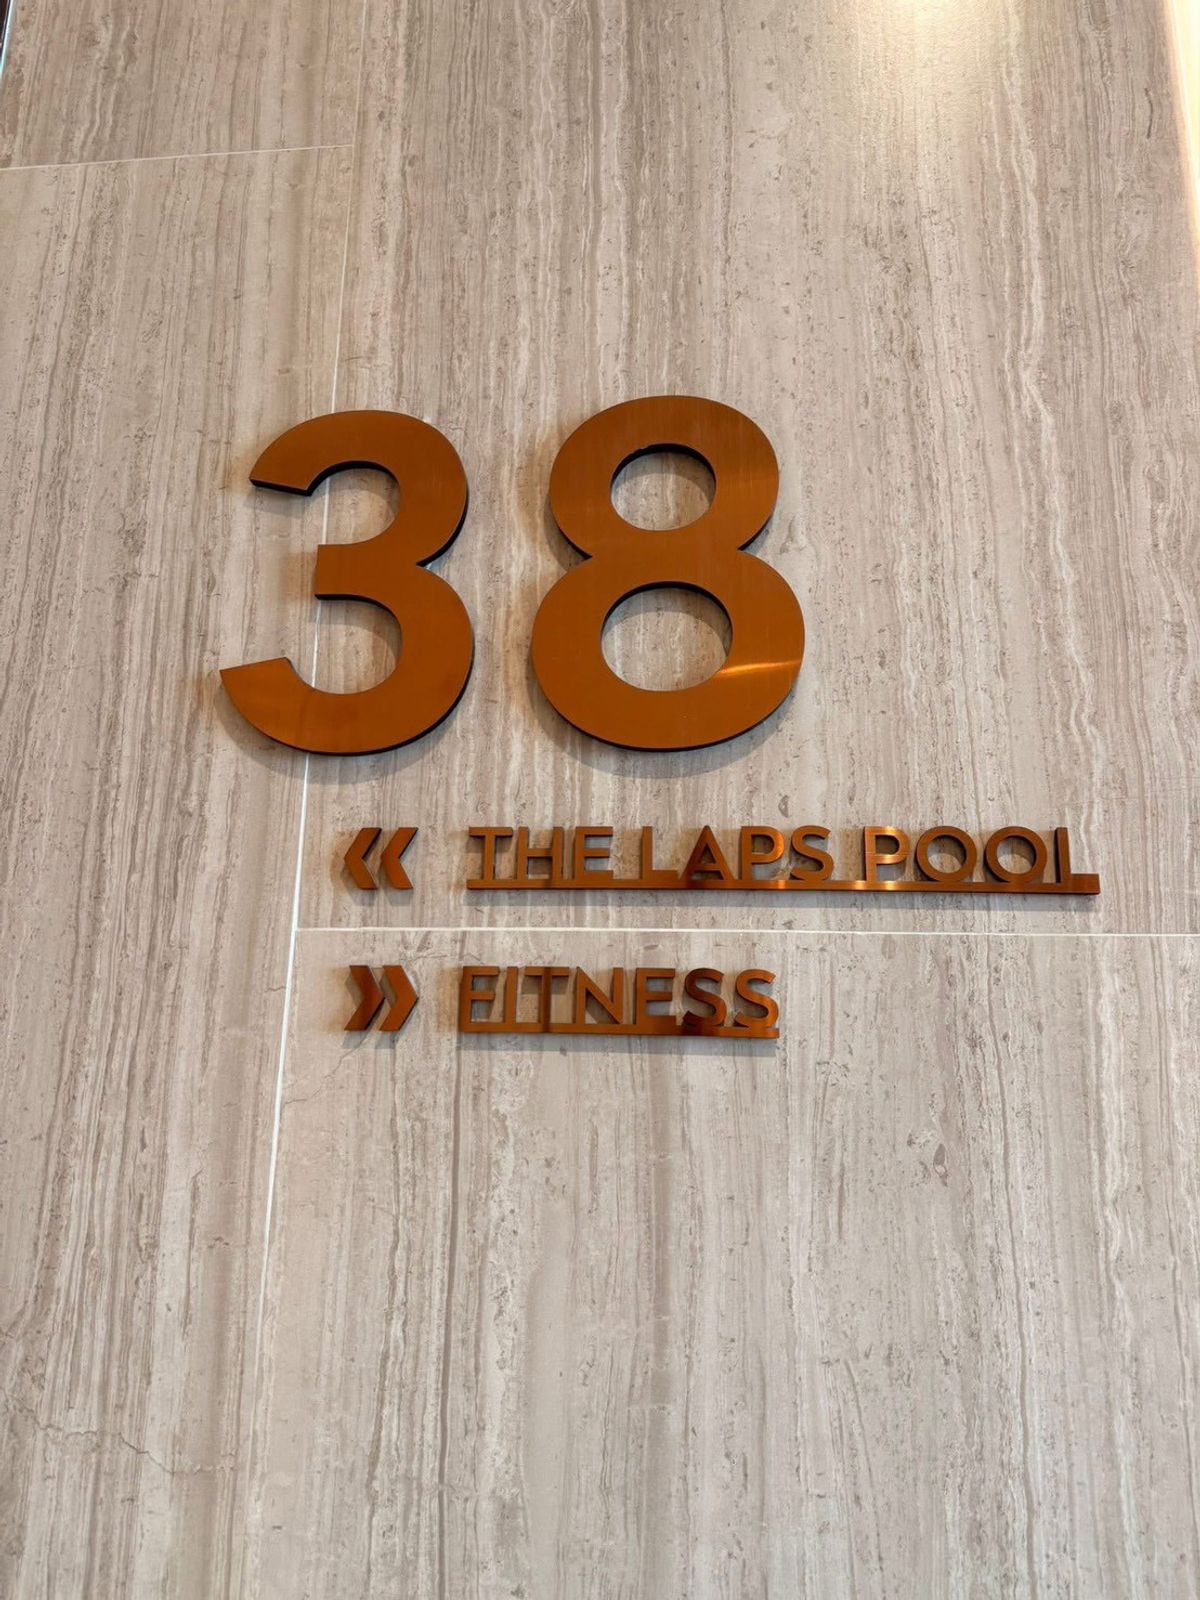 38
« THE LAPS POOL
» FITNESS